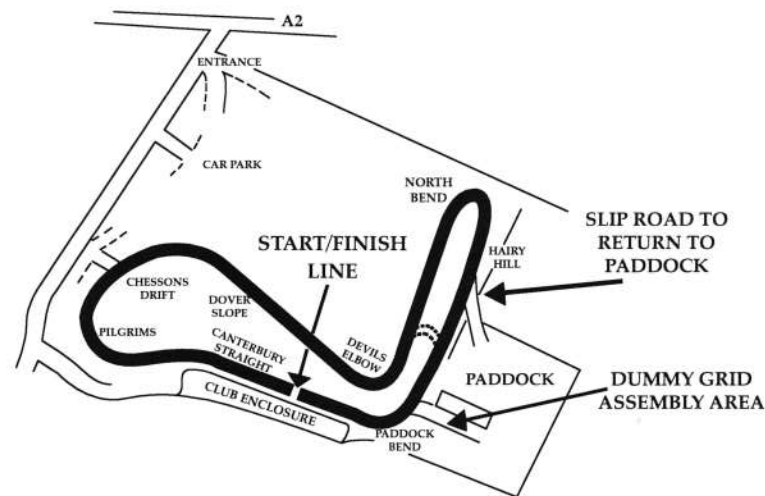 A2
ENTRANCE
CAR PARK
NORTH
BEND
SLIP ROAD TO
RETURN TO
PADDOCK
START/FINISH
LINE
HAIRY
HILL
CHESSONS
DRIFT
DOVER
SLOPE
PILGRIMS
CANTERBURY
STRAIGHT
DEVILS
ELBOW
CLUB ENCLOSURE
PADDOCK
DUMMY GRID
ASSEMBLY AREA
PADDOCK
BEND